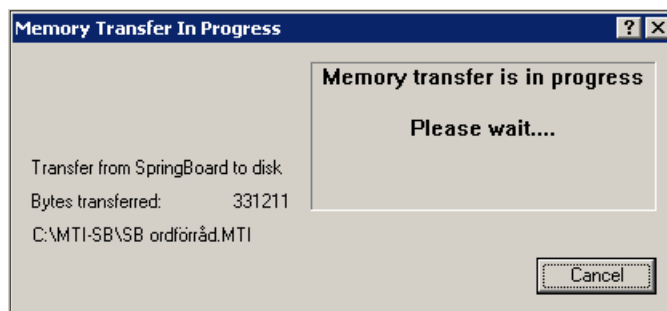 Memory Transfer In Progress
Memory transfer is in progress
Please wait....
Transfer from SpringBoard to disk
Bytes transferred: 331211
C:\MTI-SB\SB ordförråd.MTI
Cancel